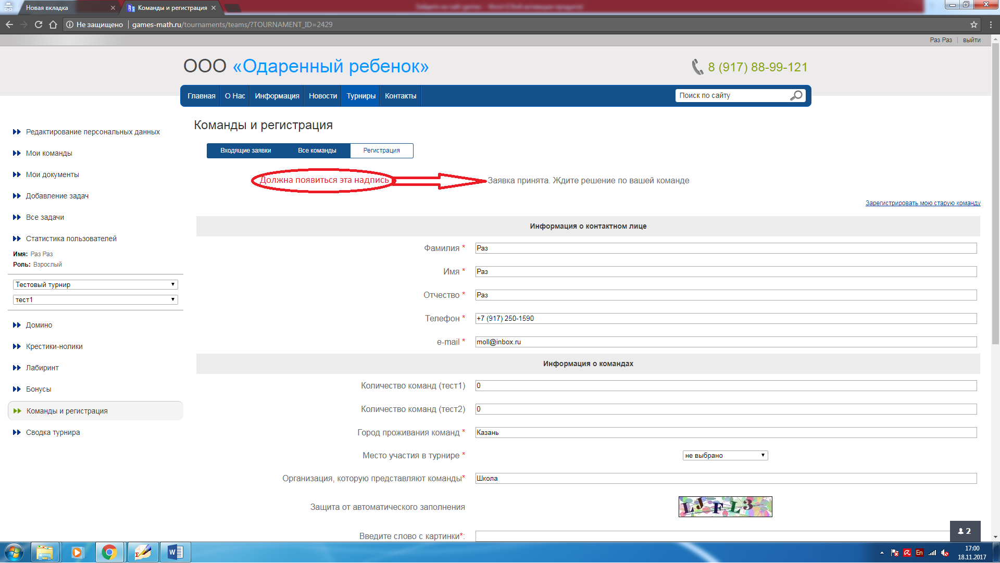 Новая вкладка
Команды и регистрация
Не защищено
games-math.ru/tournaments/teams/?TOURNAMENT_ID=2429
Раз Раз
выйти
ООО «Одаренный ребенок»
8 (917) 88-99-121
Главная
О Нас
Информация
Новости
Турниры
Контакты
Поиск по сайту
Редактирование персональных данных
Мои команды
Мои документы
Добавление задач
Все задачи
Статистика пользователей
Имя: Раз Раз
Роль: Взрослый
Тестовый турнир
тест1
Домино
Крестики-нолики
Лабиринт
Бонусы
Команды и регистрация
Сводка турнира
Команды и регистрация
Входящие заявки
Все команды
Регистрация
Должна появиться эта надпись
Заявка принята. Ждите решение по вашей команде
Зарегистрировать мою старую команду
Информация о контактном лице
Фамилия * Раз
Имя * Раз
Отчество * Раз
Телефон * +7 (917) 250-1590
e-mail * moll@inbox.ru
Информация о командах
Количество команд (тест1) 0
Количество команд (тест2) 0
Город проживания команд * Казань
Место участия в турнире * не выбрано
Организация, которую представляют команды* Школа
Защита от автоматического заполнения
LJFL3
Введите слово с картинки*:
2
En
17:00
18.11.2017